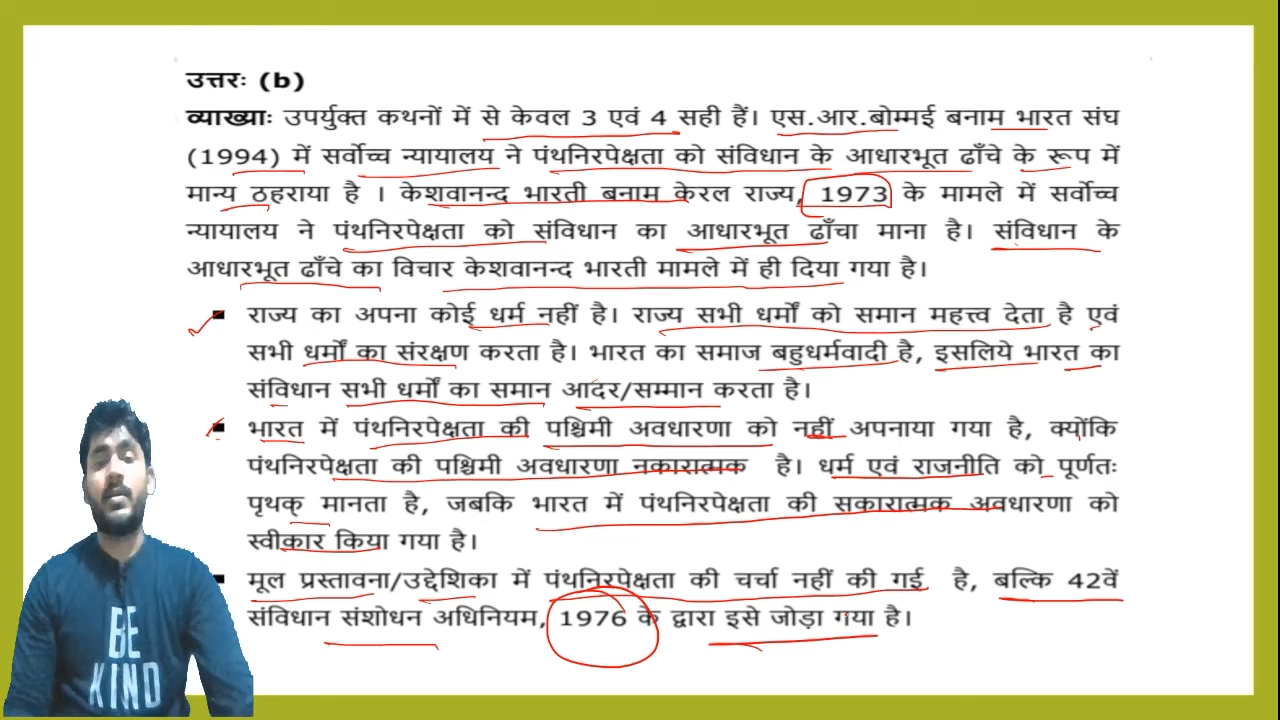 उत्तरः (b)
व्याख्याः उपर्युक्त कथनों में से केवल 3 एवं 4 सही हैं। एस.आर.बोम्मई बनाम भारत संघ
(1994) में सर्वोच्च न्यायालय ने पंथनिरपेक्षता को संविधान के आधारभूत ढाँचे के रूप में
मान्य ठहराया है । केशवानन्द भारती बनाम केरल राज्य, 1973 के मामले में सर्वोच्च
न्यायालय ने पंथनिरपेक्षता को संविधान का आधारभूत ढाँचा माना है। संविधान के
आधारभूत ढाँचे का विचार केशवानन्द भारती मामले में ही दिया गया है।
राज्य का अपना कोई धर्म नहीं है। राज्य सभी धर्मों को समान महत्त्व देता है एवं
सभी धर्मों का संरक्षण करता है। भारत का समाज बहुधर्मवादी है, इसलिये भारत का
संविधान सभी धर्मों का समान आदर/सम्मान करता है।
भारत में पंथनिरपेक्षता की पश्चिमी अवधारणा को नहीं अपनाया गया है, क्योंकि
पंथनिरपेक्षता की पश्चिमी अवधारणा नकारात्मक है। धर्म एवं राजनीति को पूर्णतः
पृथक् मानता है, जबकि भारत में पंथनिरपेक्षता की सकारात्मक अवधारणा को
स्वीकार किया गया है।
मूल प्रस्तावना/उद्देशिका में पंथनिरपेक्षता की चर्चा नहीं की गई है, बल्कि 42वें
संविधान संशोधन अधिनियम, 1976 के द्वारा इसे जोड़ा गया है।
BE
KIND